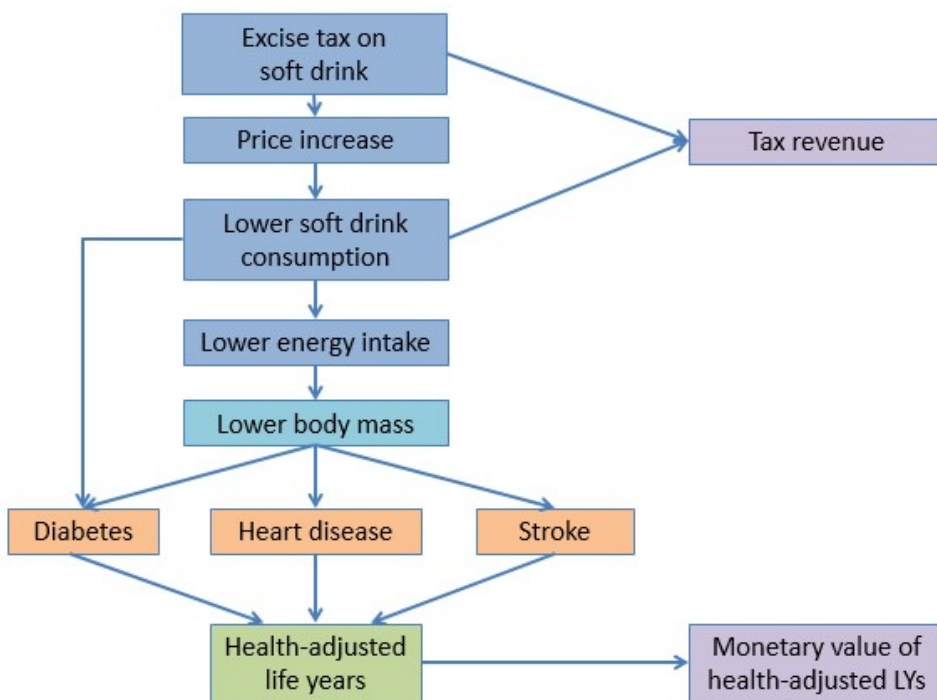 Excise tax on
soft drink
Price increase
Tax revenue
Lower soft drink
consumption
Lower energy intake
Lower body mass
Diabetes
Heart disease
Stroke
Health-adjusted
life years
Monetary value of
health-adjusted LYs